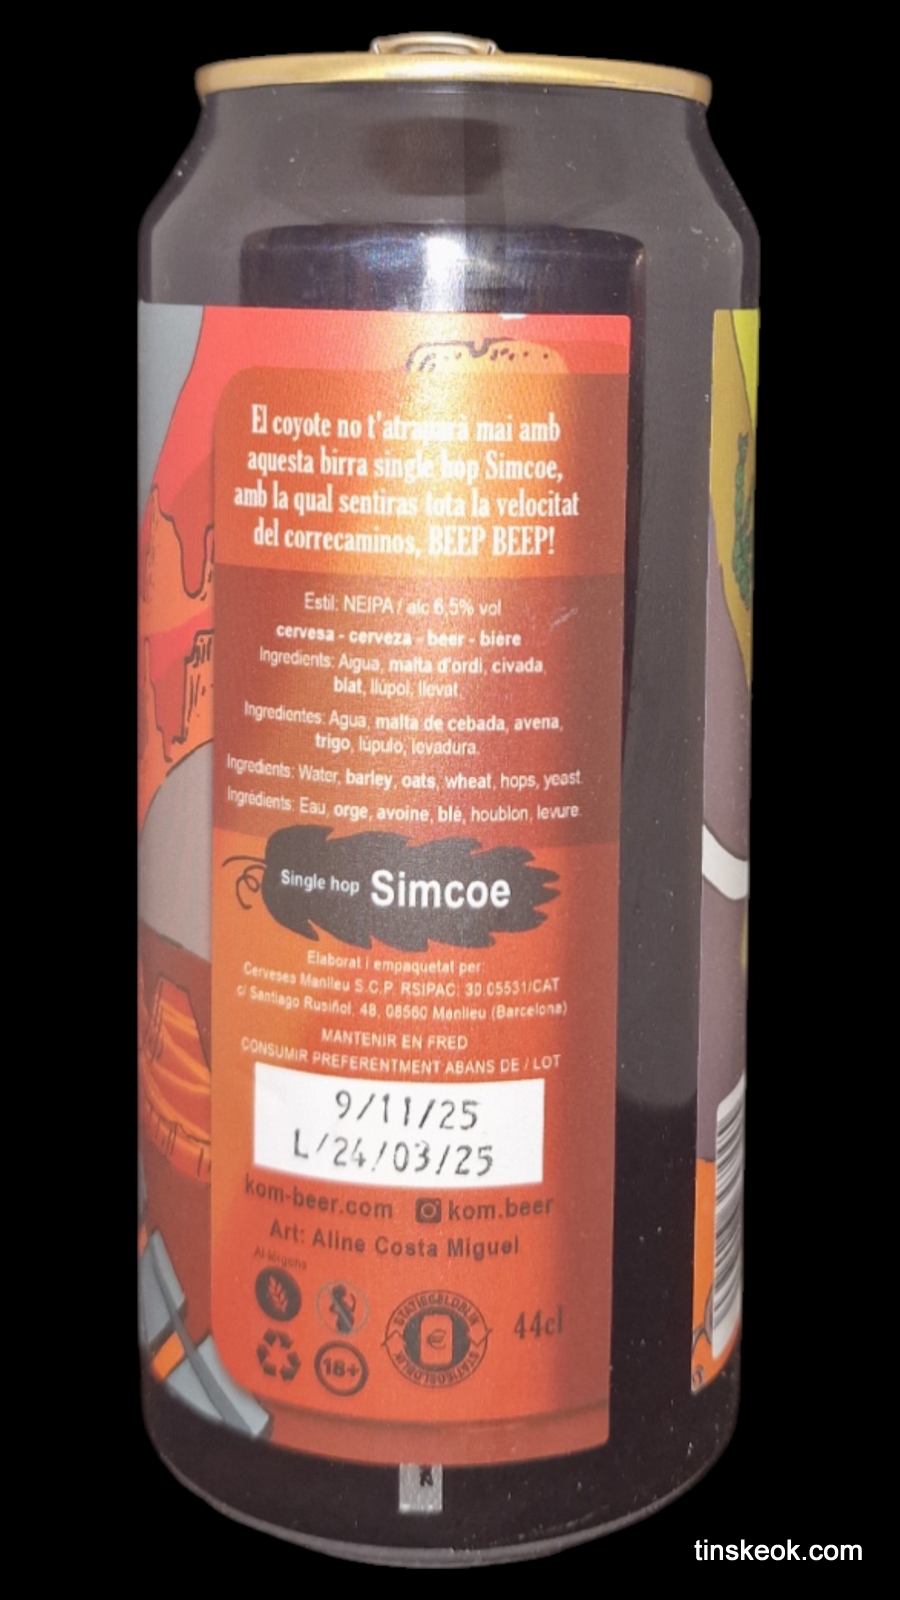 El coyote no t'atraparà mai amb
aquesta birra single hop Simcoe,
amb la qual sentiras tota la velocitat
del correcaminos, BEEP BEEP!
Estil: NEIPA / alc 6,5% vol
cervesa - cerveza - beer - bière
Ingredients: Aigua, malta d'ordi, civada,
blat, llúpol, llevat.
Ingredientes: Agua, malta de cebada, avena,
trigo, lúpulo, levadura.
Ingredients: Water, barley, oats, wheat, hops, yeast.
Ingrédients: Eau, orge, avoine, blé, houblon, levure.
Single hop Simcoe
Elaborat i empaquetat per:
Cerveses Manlleu S.C.P. RSIPAC: 30.05531/CAT
c/ Santiago Rusiñol, 48, 08560 Manlleu (Barcelona)
MANTENIR EN FRED
CONSUMIR PREFERENTMENT ABANS DE / LOT
9/11/25
L/24/03/25
kom-beer.com kom.beer
Art: Aline Costa Miguel
Al·lèrgens
STATIEGELDBLIK
€
STATIEGELDBLIK
44cl
18+
tinskeok.com